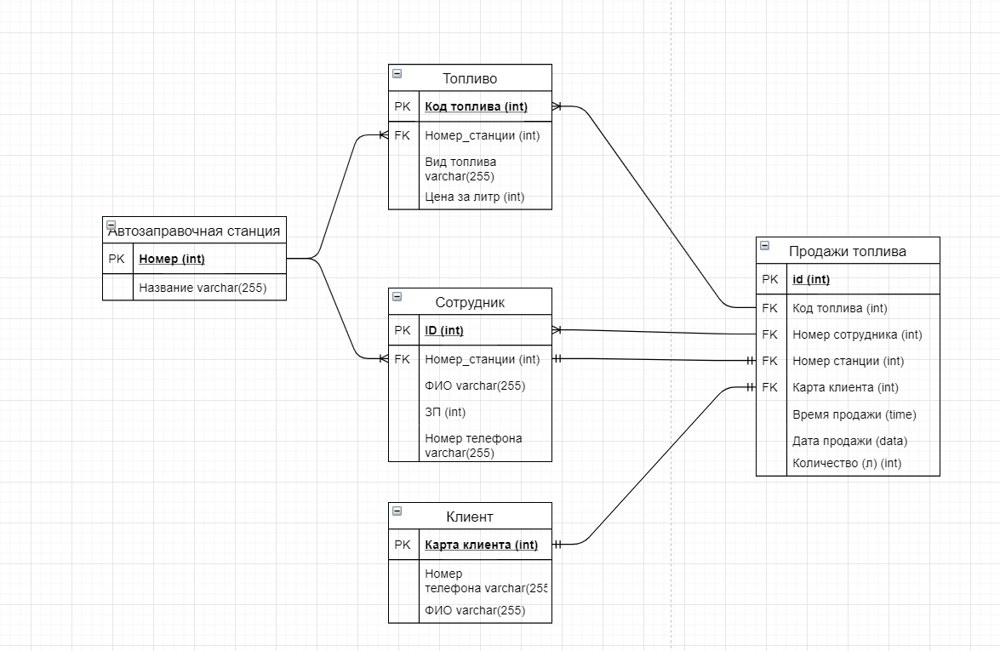 Топливо
PK Код топлива (int)
FK Номер_станции (int)
Вид топлива
varchar(255)
Цена за литр (int)
Автозаправочная станция
PK Номер (int)
Название varchar(255)
Сотрудник
PK ID (int)
FK Номер_станции (int)
ФИО varchar(255)
ЗП (int)
Номер телефона
varchar(255)
Клиент
PK Карта клиента (int)
Номер
телефона varchar(255
ФИО varchar(255)
Продажи топлива
PK id (int)
FK Код топлива (int)
FK Номер сотрудника (int)
FK Номер станции (int)
FK Карта клиента (int)
Время продажи (time)
Дата продажи (data)
Количество (л) (int)